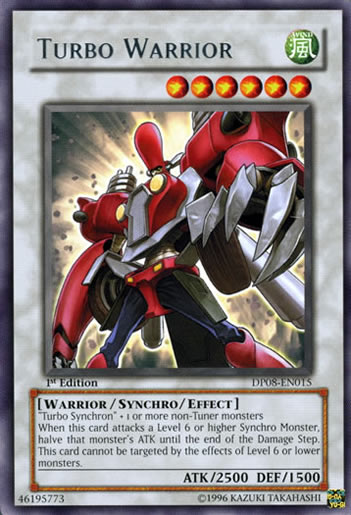 TURBO WARRIOR
WIND
風
1st Edition
DP08-EN015
[WARRIOR/SYNCHRO/EFFECT]
"Turbo Synchron" + 1 or more non-Tuner monsters
When this card attacks a Level 6 or higher Synchro Monster,
halve that monster's ATK until the end of the Damage Step.
This card cannot be targeted by the effects of Level 6 or lower
monsters.
ATK/2500 DEF/1500
46195773
©1996 KAZUKI TAKAHASHI